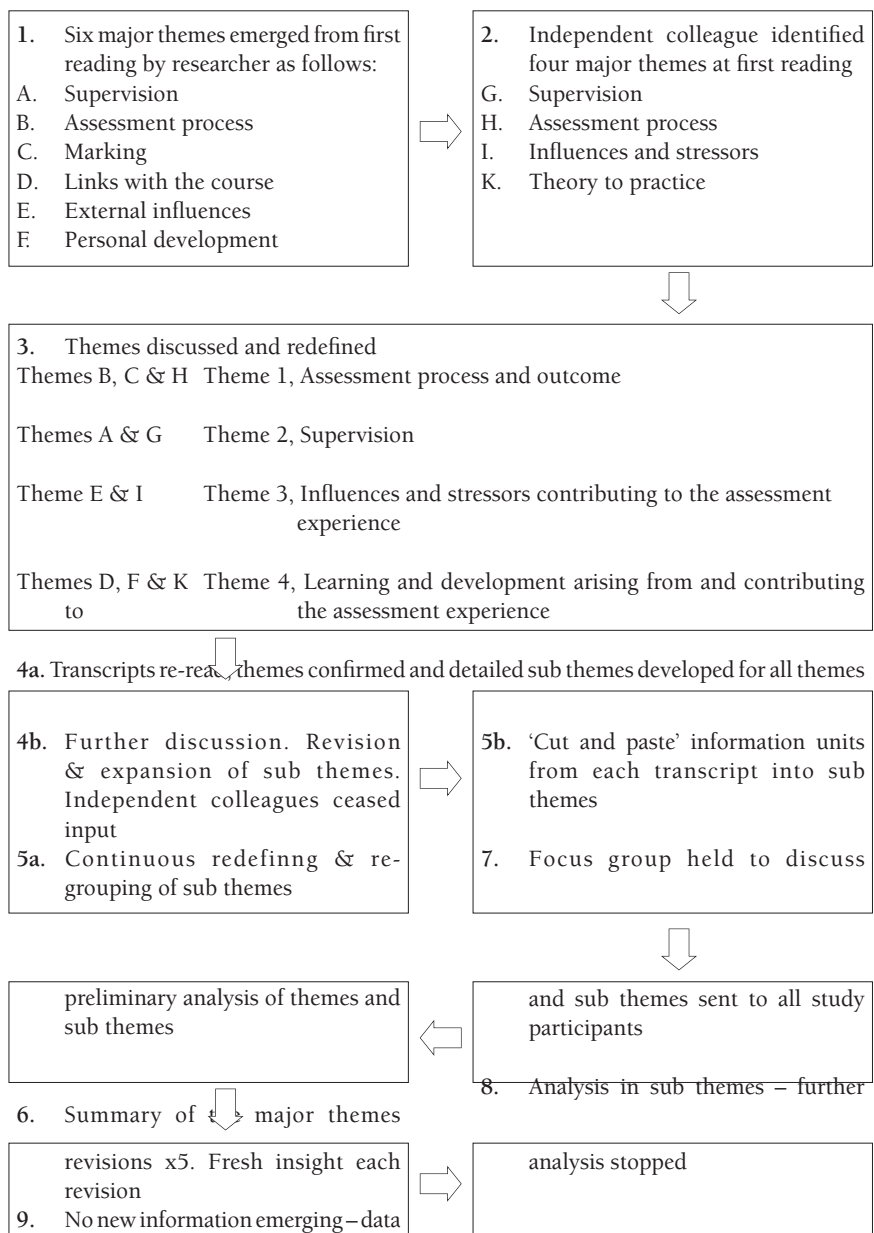 1. Six major themes emerged from first
reading by researcher as follows:
A. Supervision
B. Assessment process
C. Marking
D. Links with the course
E. External influences
F. Personal development
2. Independent colleague identified
four major themes at first reading
G. Supervision
H. Assessment process
I. Influences and stressors
K. Theory to practice
3. Themes discussed and redefined
Themes B, C & H Theme 1, Assessment process and outcome
Themes A & G Theme 2, Supervision
Theme E & I Theme 3, Influences and stressors contributing to the assessment
experience
Themes D, F & K Theme 4, Learning and development arising from and contributing
to the assessment experience
4a. Transcripts re-read, themes confirmed and detailed sub themes developed for all themes
4b. Further discussion. Revision
& expansion of sub themes.
Independent colleagues ceased
input
5a. Continuous redefinng & re-
grouping of sub themes
5b. ‘Cut and paste’ information units
from each transcript into sub
themes
7. Focus group held to discuss
preliminary analysis of themes and
sub themes
and sub themes sent to all study
participants
8. Analysis in sub themes – further
6. Summary of the major themes
revisions x5. Fresh insight each
revision
9. No new information emerging – data
analysis stopped